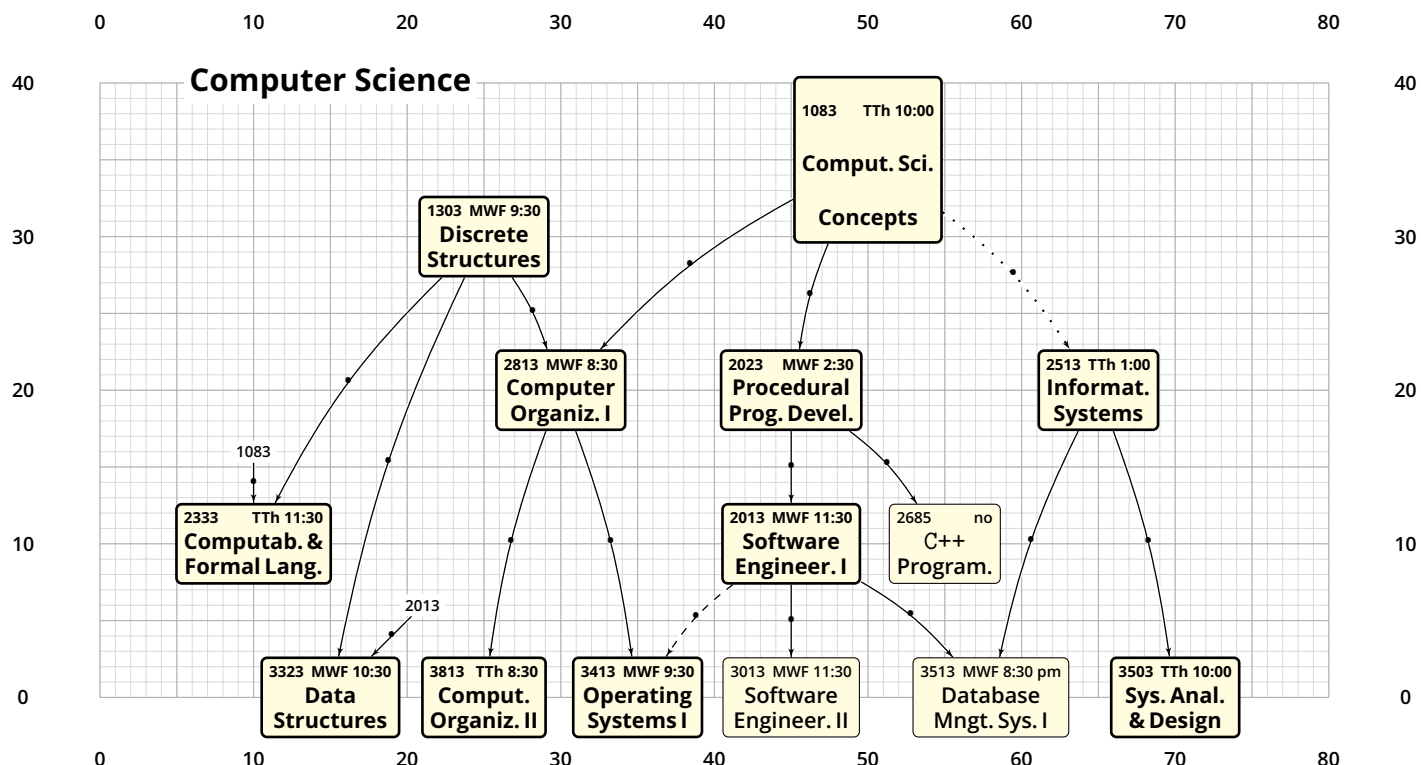 0 10 20 30 40 50 60 70 80
Computer Science
40 40
1083 TTh 10:00
Comput. Sci.
Concepts
1303 MWF 9:30
Discrete
Structures
30 30
2813 MWF 8:30
Computer
Organiz. I
2023 MWF 2:30
Procedural
Prog. Devel.
2513 TTh 1:00
Informat.
Systems
20 20
1083
2333 TTh 11:30
Computab. &
Formal Lang.
2013 MWF 11:30
Software
Engineer. I
2685 no
C++
Program.
10 10
2013
3323 MWF 10:30
Data
Structures
3813 TTh 8:30
Comput.
Organiz. II
3413 MWF 9:30
Operating
Systems I
3013 MWF 11:30
Software
Engineer. II
3513 MWF 8:30 pm
Database
Mngt. Sys. I
3503 TTh 10:00
Sys. Anal.
& Design
0 0
0 10 20 30 40 50 60 70 80